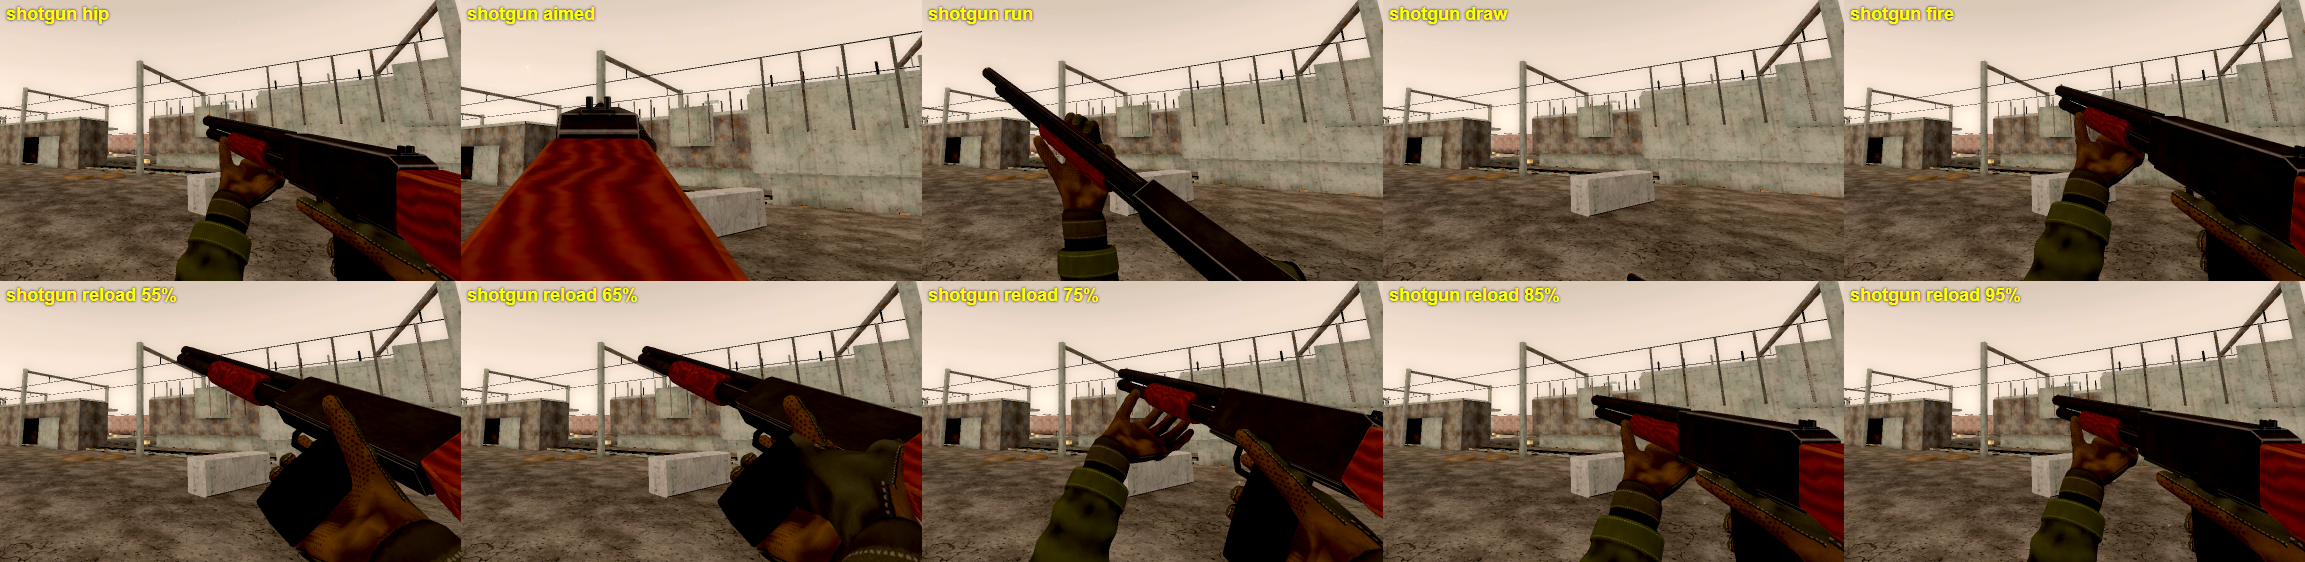 shotgun hip
shotgun aimed
shotgun run
shotgun draw
shotgun fire
shotgun reload 55%
shotgun reload 65%
shotgun reload 75%
shotgun reload 85%
shotgun reload 95%